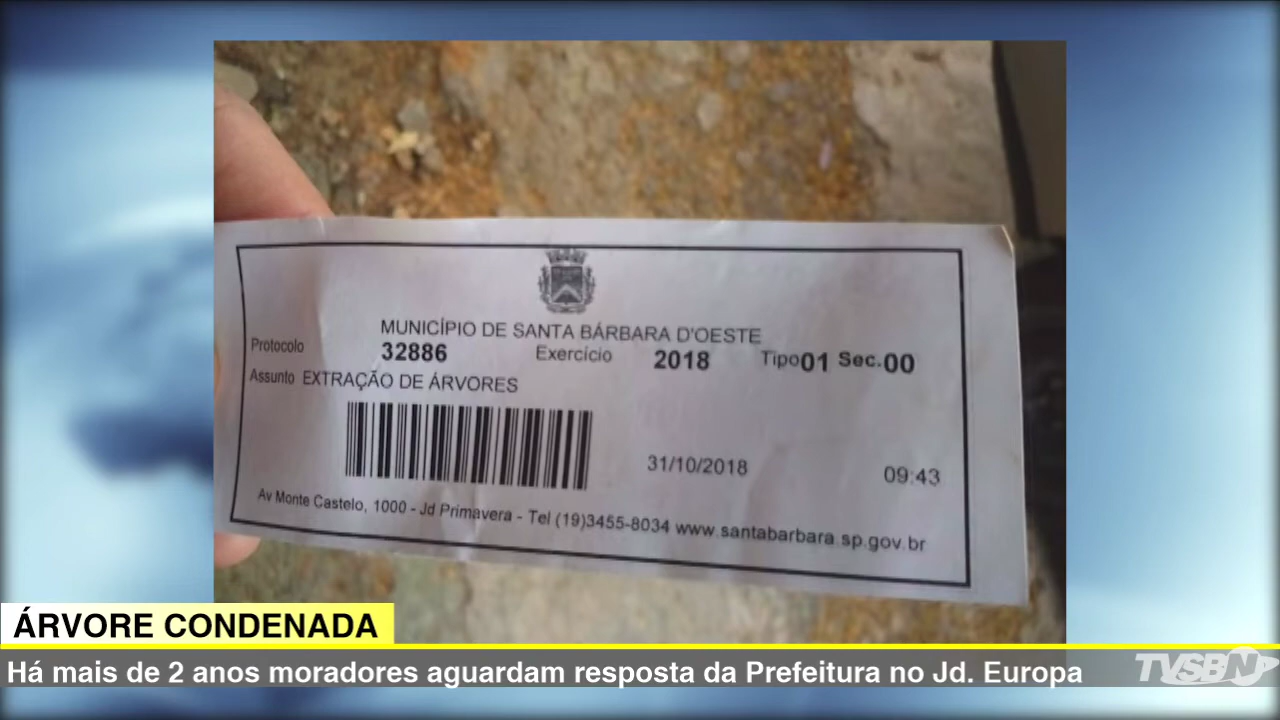 MUNICÍPIO DE SANTA BÁRBARA D'OESTE
Protocolo 32886 Exercício 2018 Tipo 01 Sec. 00
Assunto EXTRAÇÃO DE ÁRVORES
31/10/2018 09:43
Av Monte Castelo, 1000 - Jd Primavera - Tel (19)3455-8034 www.santabarbara.sp.gov.br
ÁRVORE CONDENADA
Há mais de 2 anos moradores aguardam resposta da Prefeitura no Jd. Europa
TVSBN